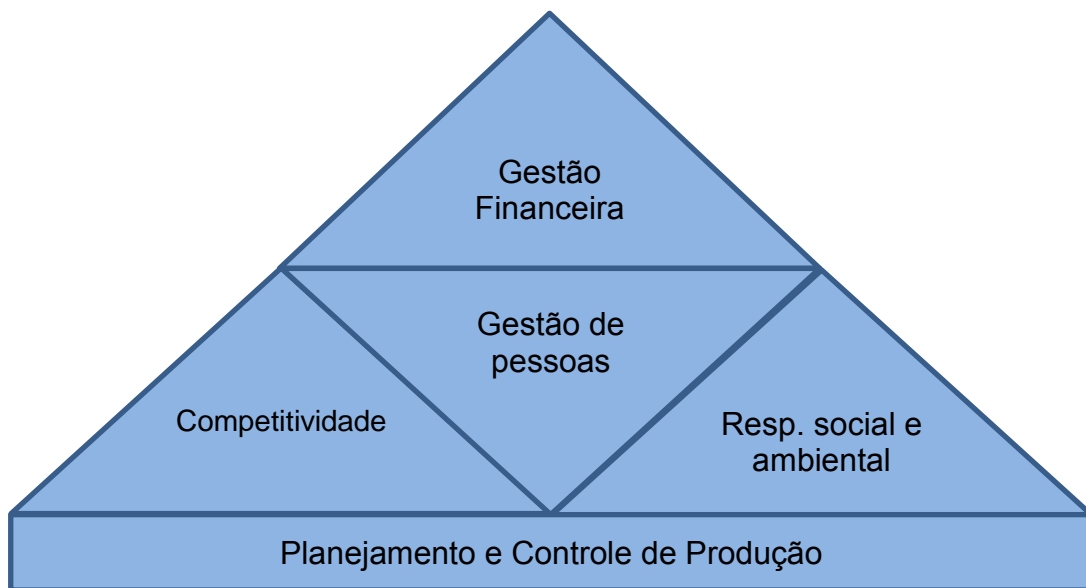 Gestão
Financeira
Gestão de
pessoas
Competitividade
Resp. social e
ambiental
Planejamento e Controle de Produção